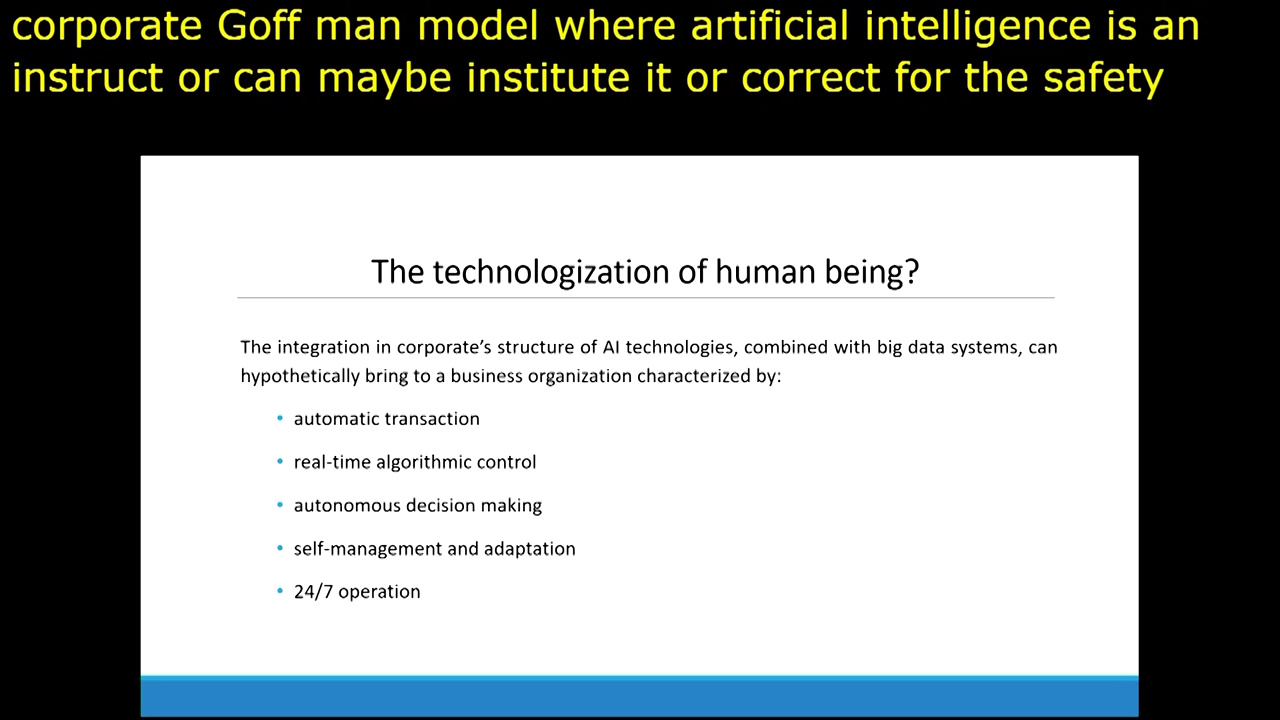 corporate Goff man model where artificial intelligence is an
instruct or can maybe institute it or correct for the safety
The technologization of human being?
The integration in corporate’s structure of AI technologies, combined with big data systems, can
hypothetically bring to a business organization characterized by:
• automatic transaction
• real-time algorithmic control
• autonomous decision making
• self-management and adaptation
• 24/7 operation